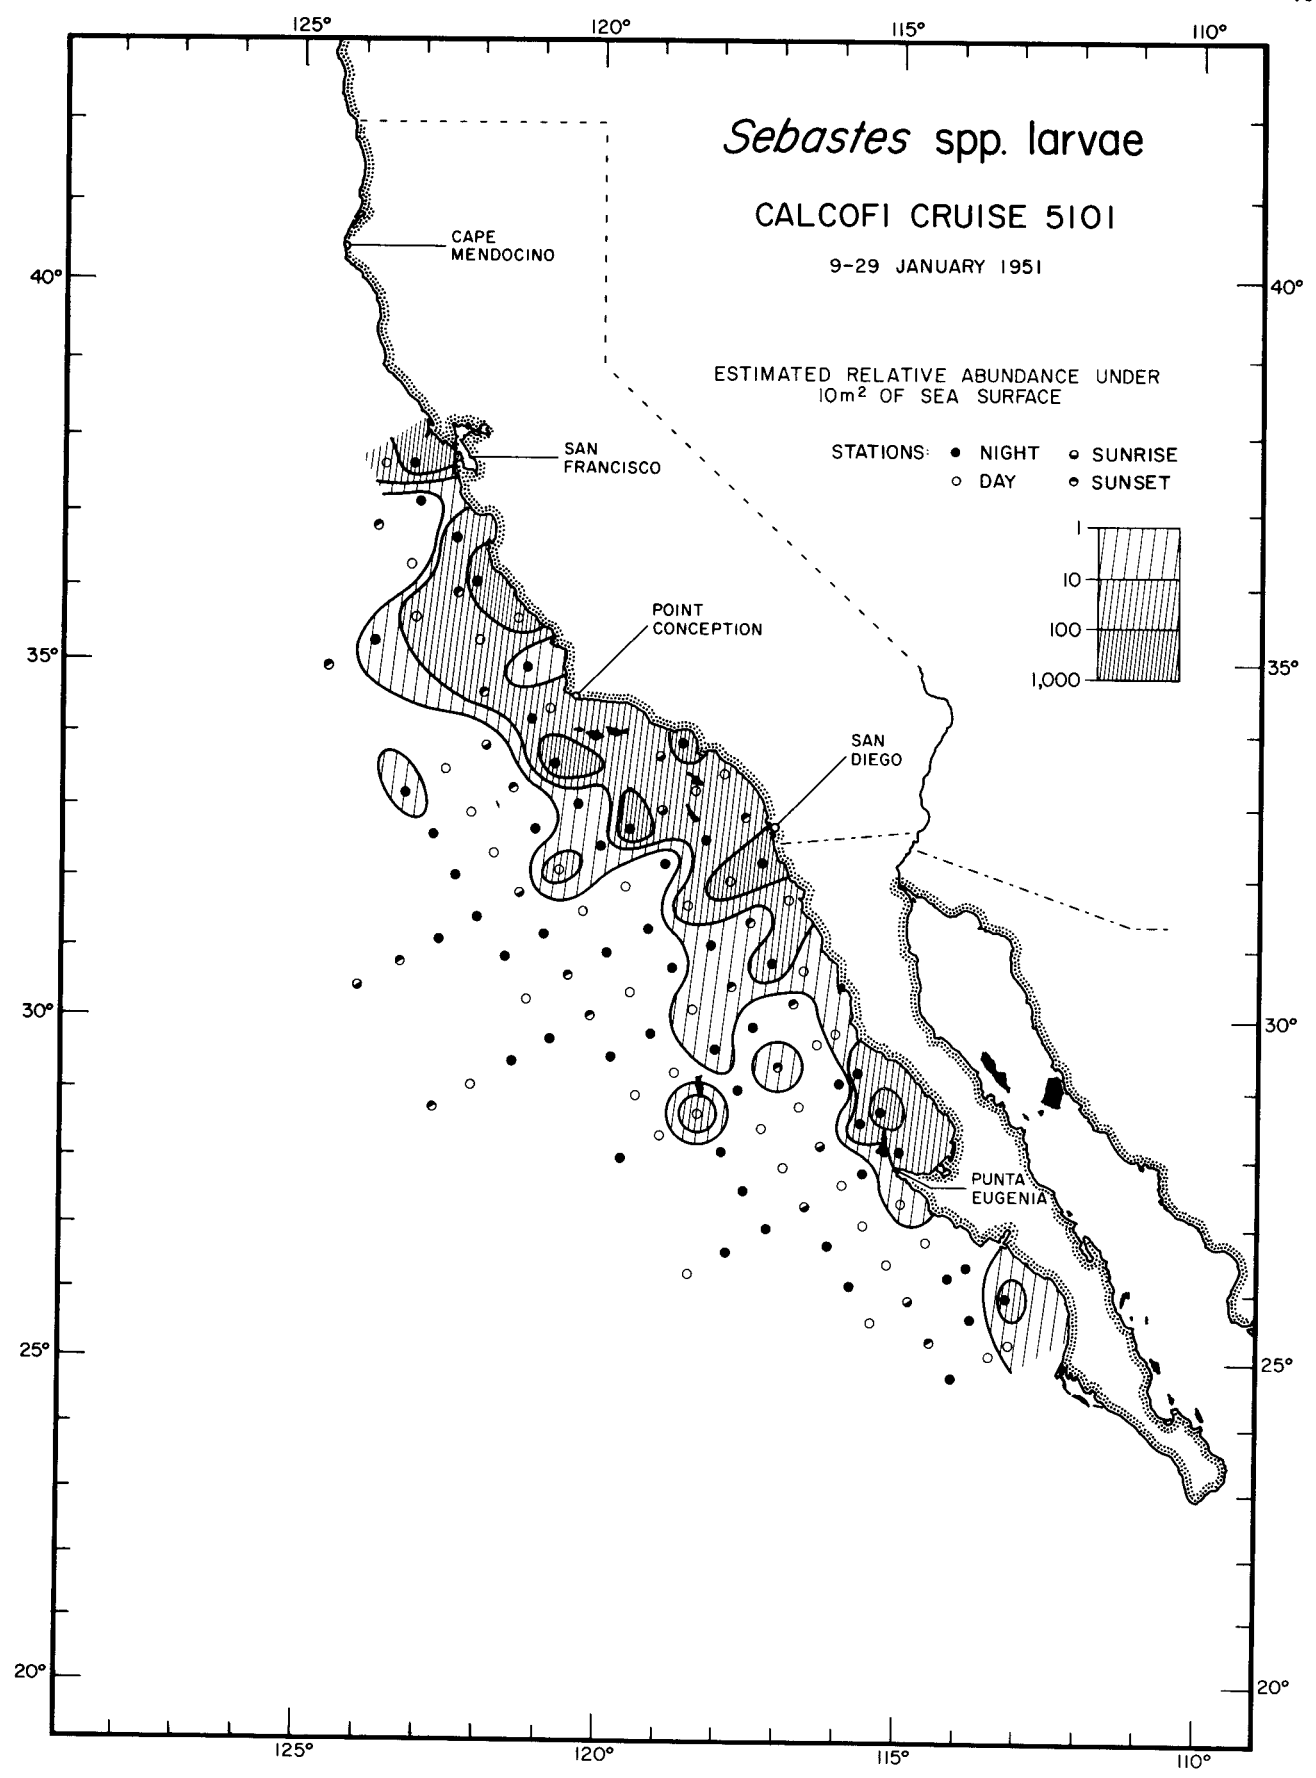 125° 120° 115° 110°
Sebastes spp. larvae
CALCOFI CRUISE 5101
9-29 JANUARY 1951
CAPE
MENDOCINO
40° 40°
ESTIMATED RELATIVE ABUNDANCE UNDER
10m² OF SEA SURFACE
STATIONS: NIGHT SUNRISE
DAY SUNSET
SAN
FRANCISCO
1
10
100
1,000
POINT
CONCEPTION
35° 35°
SAN
DIEGO
30° 30°
PUNTA
EUGENIA
25° 25°
20° 20°
125° 120° 115° 110°